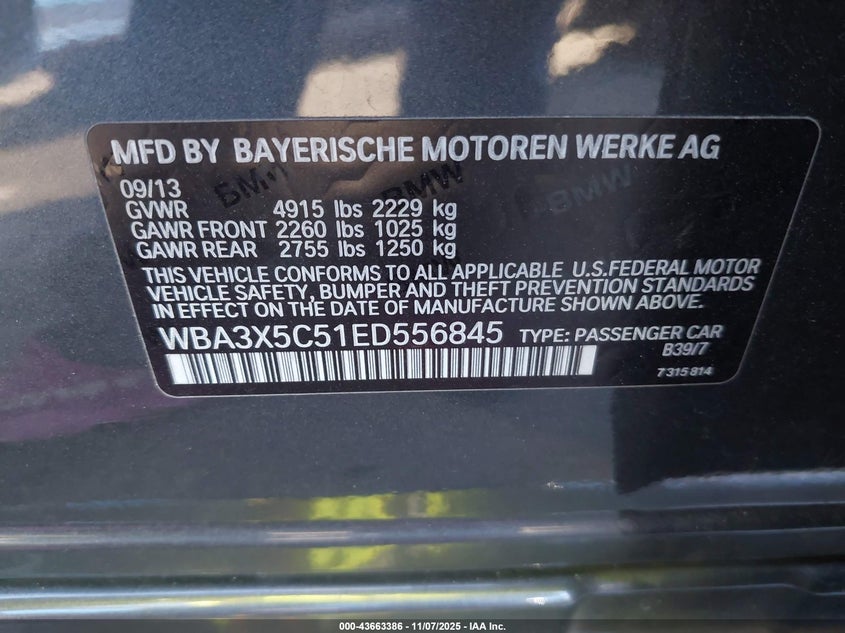 MFD BY BAYERISCHE MOTOREN WERKE AG
09/13
GVWR 4915 lbs 2229 kg
GAWR FRONT 2260 lbs 1025 kg
GAWR REAR 2755 lbs 1250 kg
THIS VEHICLE CONFORMS TO ALL APPLICABLE U.S.FEDERAL MOTOR
VEHICLE SAFETY, BUMPER AND THEFT PREVENTION STANDARDS
IN EFFECT ON THE DATE OF MANUFACTURE SHOWN ABOVE.
WBA3X5C51ED556845 TYPE: PASSENGER CAR
B39/7
7 315 814
BMW BMW BMW
000-43663386 - 11/07/2025 - IAA Inc.